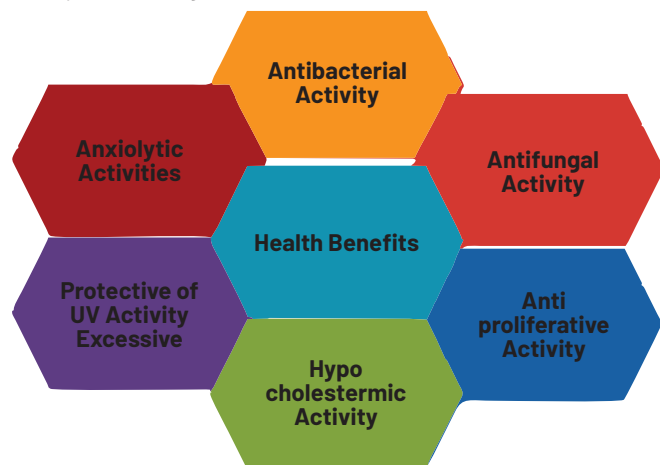 Antibacterial
Activity
Anxiolytic
Activities
Antifungal
Activity
Health Benefits
Protective of
UV Activity
Excessive
Anti
proliferative
Activity
Hypo
cholestermic
Activity